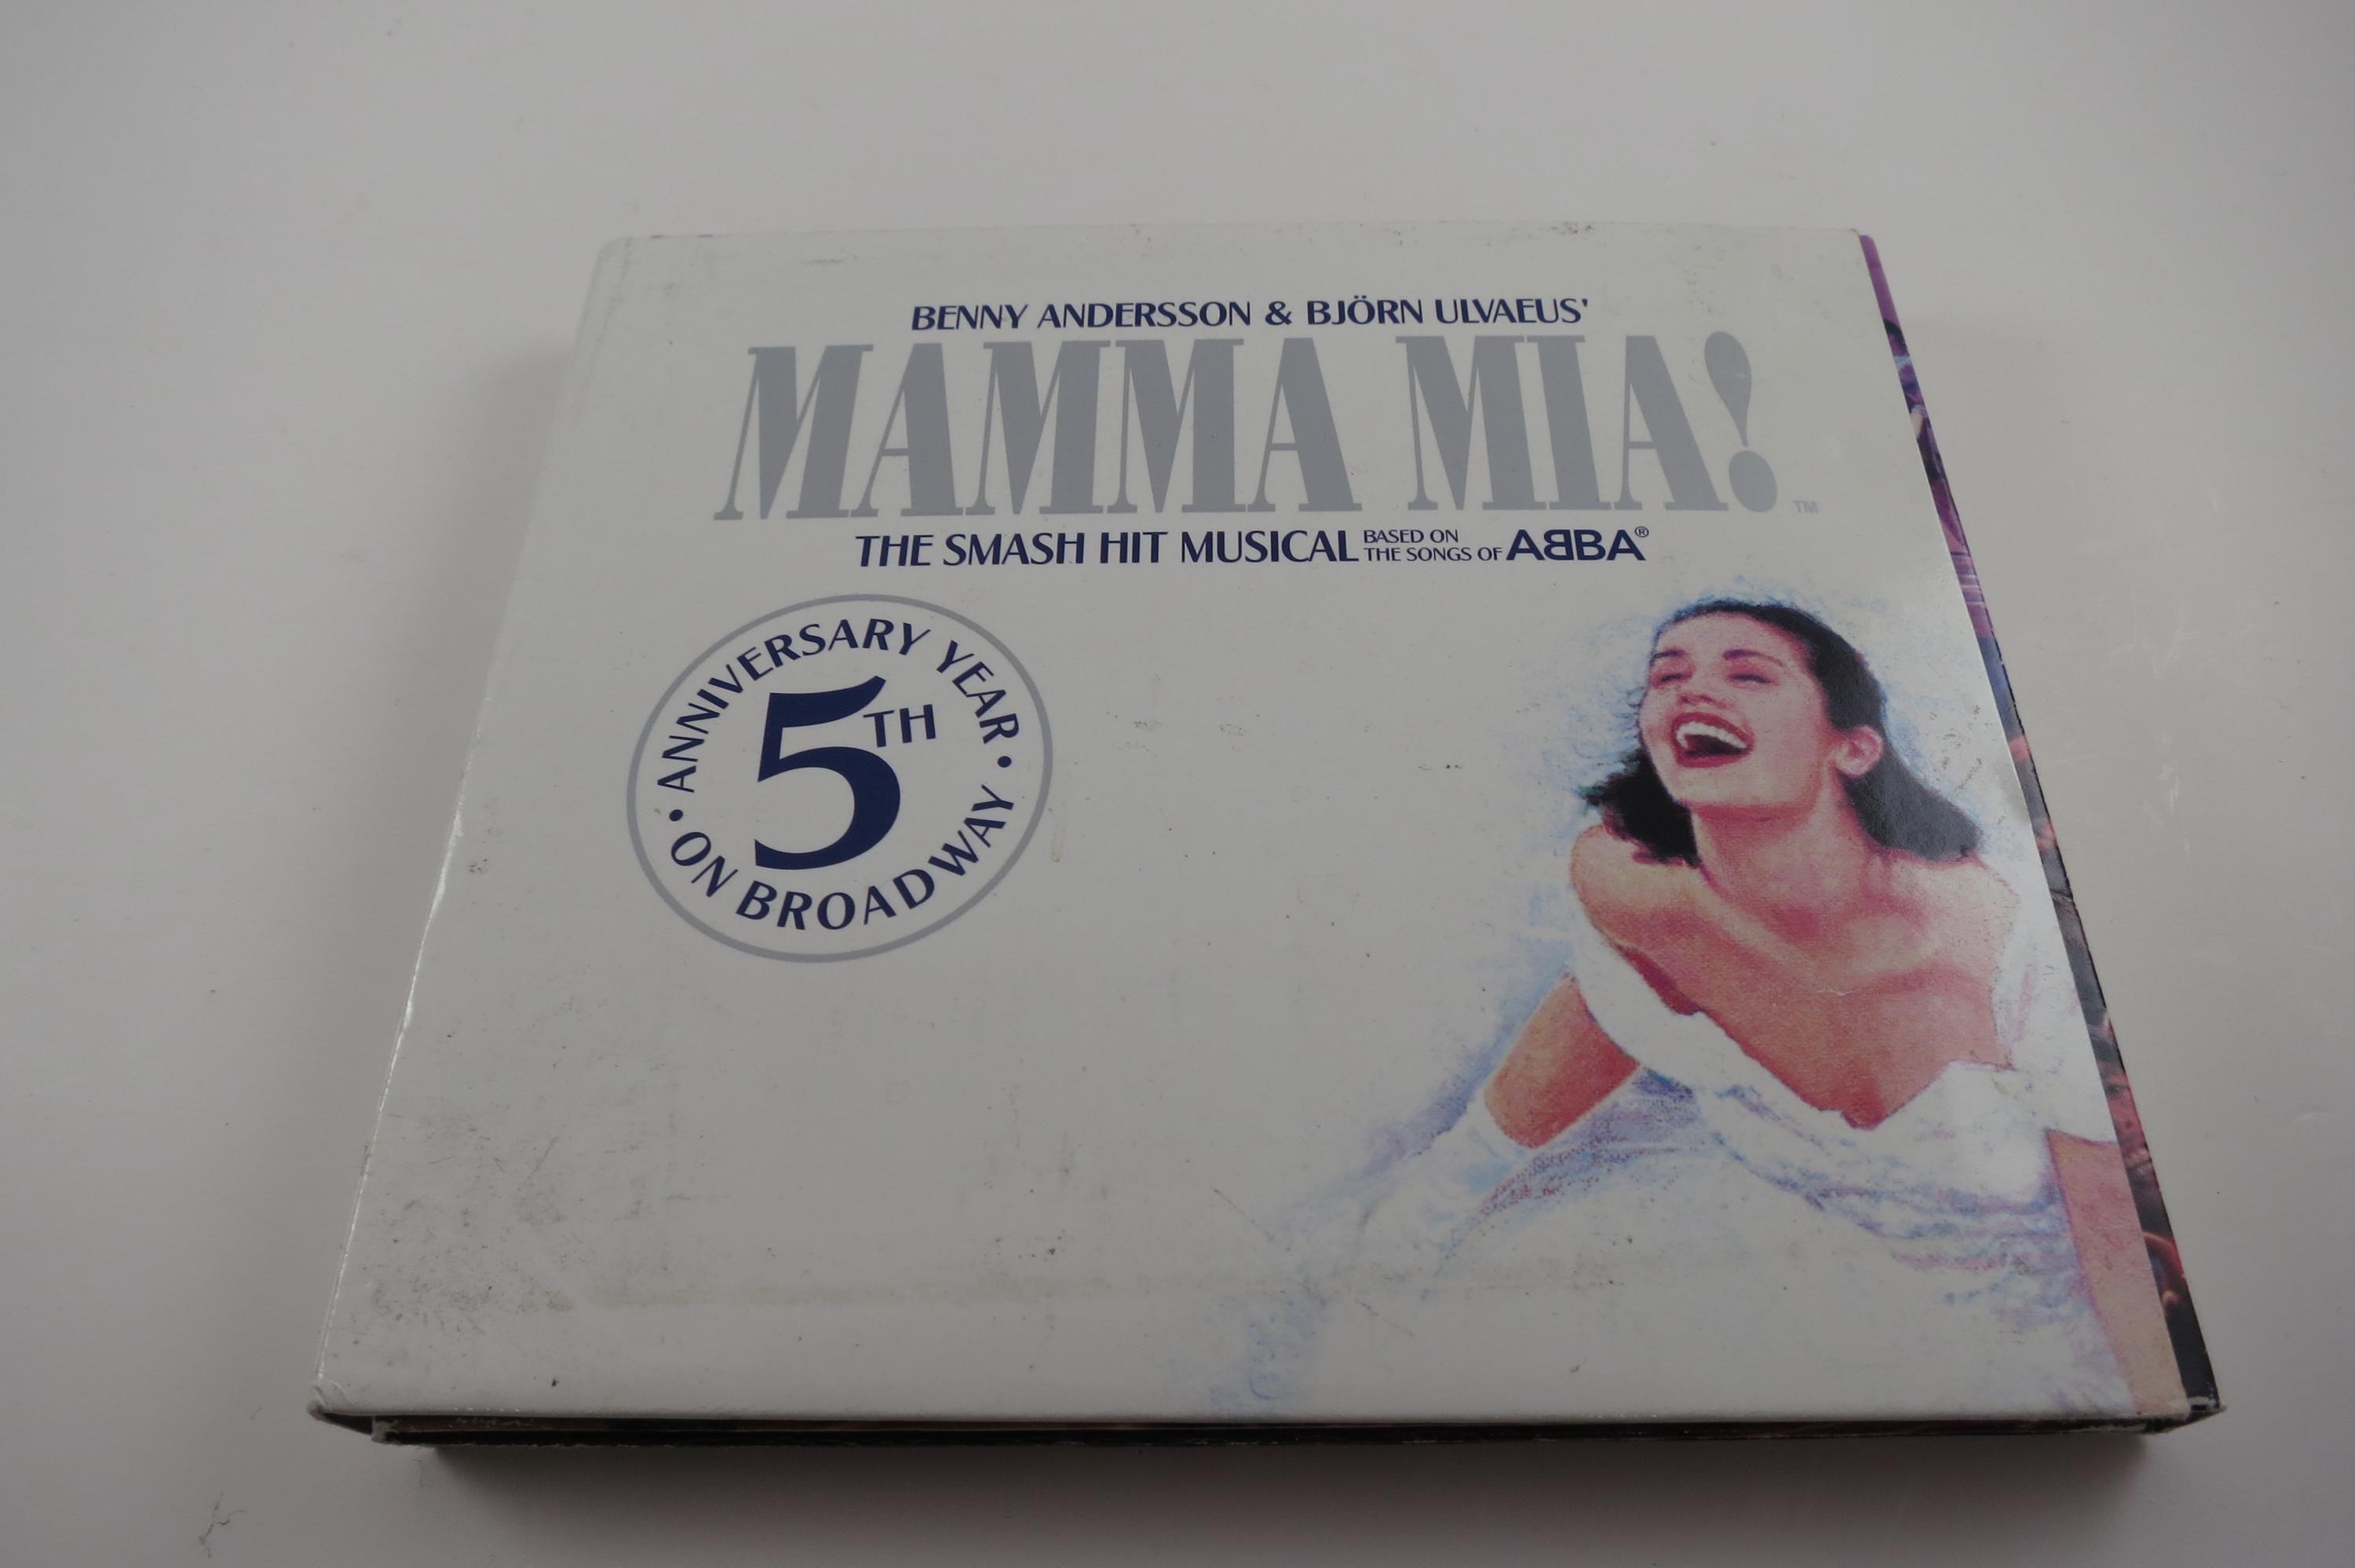 BENNY ANDERSSON & BJÖRN ULVAEUS'
MAMMA MIA!™
THE SMASH HIT MUSICAL BASED ON
THE SONGS OF ABBA®
• ANNIVERSARY YEAR •
5TH
ON BROADWAY